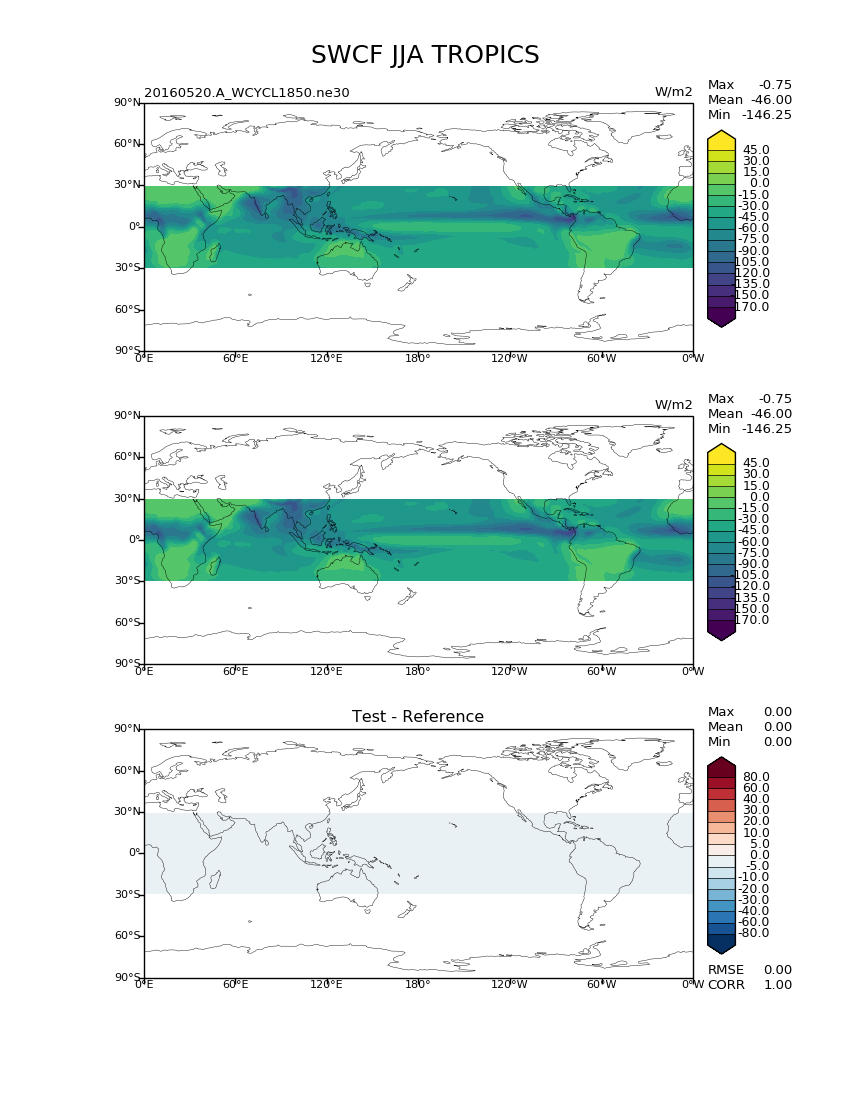 SWCF JJA TROPICS
20160520.A_WCYCL1850.ne30
W/m2
Max -0.75
Mean -46.00
Min -146.25
90°N
60°N
30°N
0°
30°S
60°S
90°S
0°E 60°E 120°E 180° 120°W 60°W 0°W
45.0
30.0
15.0
0.0
-15.0
-30.0
-45.0
-60.0
-75.0
-90.0
-105.0
-120.0
-135.0
-150.0
-170.0
W/m2
Max -0.75
Mean -46.00
Min -146.25
90°N
60°N
30°N
0°
30°S
60°S
90°S
0°E 60°E 120°E 180° 120°W 60°W 0°W
45.0
30.0
15.0
0.0
-15.0
-30.0
-45.0
-60.0
-75.0
-90.0
-105.0
-120.0
-135.0
-150.0
-170.0
Test - Reference
Max 0.00
Mean 0.00
Min 0.00
90°N
60°N
30°N
0°
30°S
60°S
90°S
0°E 60°E 120°E 180° 120°W 60°W 0°W
80.0
60.0
40.0
30.0
20.0
10.0
5.0
0.0
-5.0
-10.0
-20.0
-30.0
-40.0
-60.0
-80.0
RMSE 0.00
CORR 1.00